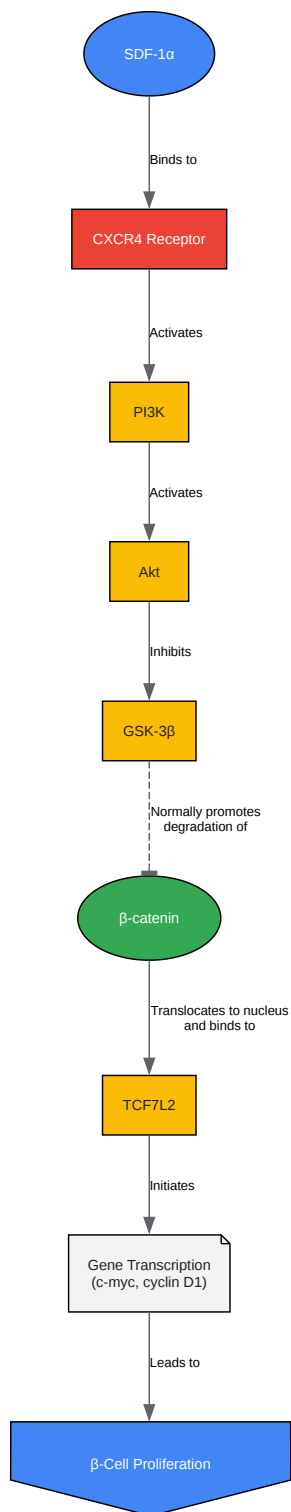 SDF-1α
Binds to
CXCR4 Receptor
Activates
PI3K
Activates
Akt
Inhibits
GSK-3β
Normally promotes
degradation of
β-catenin
Translocates to nucleus
and binds to
TCF7L2
Initiates
Gene Transcription
(c-myc, cyclin D1)
Leads to
β-Cell Proliferation